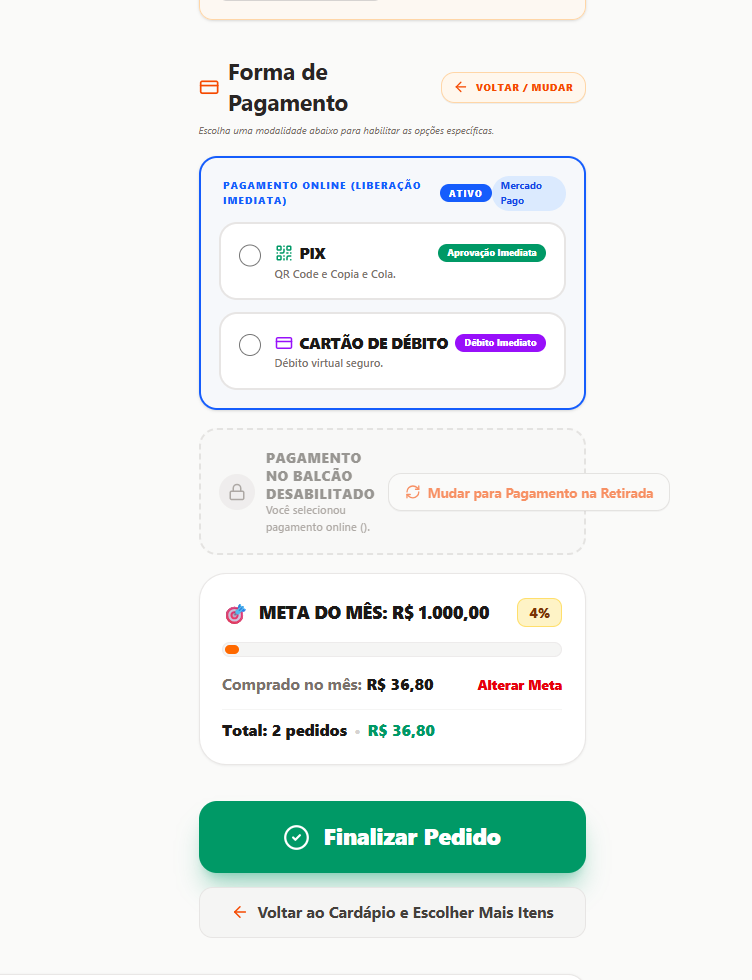 Forma de
Pagamento
VOLTAR / MUDAR
Escolha uma modalidade abaixo para habilitar as opções específicas.
PAGAMENTO ONLINE (LIBERAÇÃO
IMEDIATA)
ATIVO
Mercado
Pago
PIX
Aprovação Imediata
QR Code e Copia e Cola.
CARTÃO DE DÉBITO
Débito Imediato
Débito virtual seguro.
PAGAMENTO
NO BALCÃO
DESABILITADO
Você selecionou
pagamento online ().
Mudar para Pagamento na Retirada
META DO MÊS: R$ 1.000,00
4%
Comprado no mês: R$ 36,80
Alterar Meta
Total: 2 pedidos • R$ 36,80
Finalizar Pedido
Voltar ao Cardápio e Escolher Mais Itens